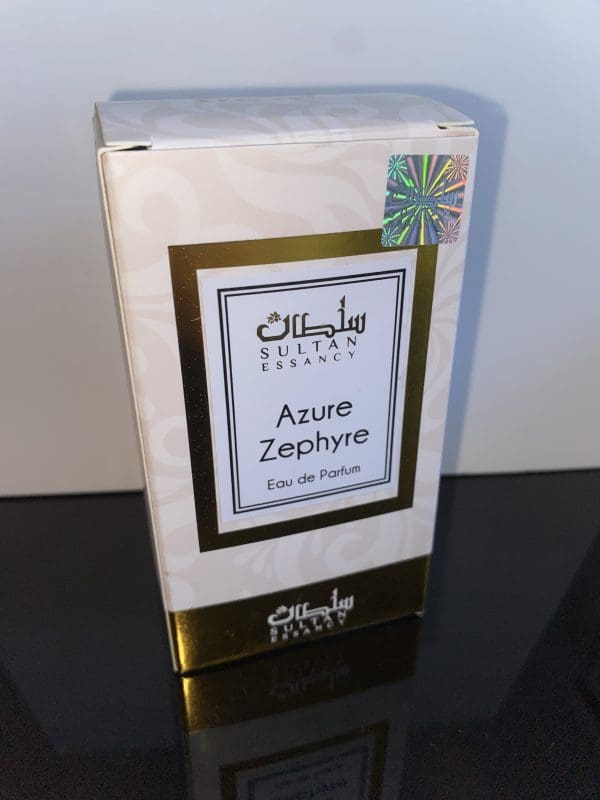 سلطان
SULTAN
ESSANCY
Azure
Zephyre
Eau de Parfum
سلطان
SULTAN
ESSANCY